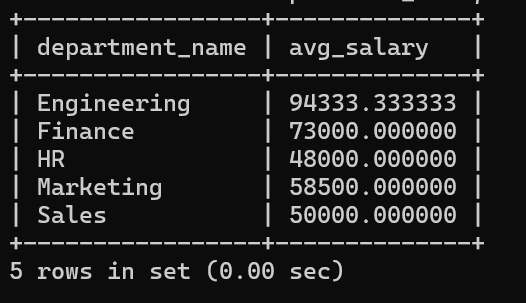 +-----------------+---------------+
| department_name | avg_salary    |
+-----------------+---------------+
| Engineering     | 94333.333333 |
| Finance         | 73000.000000 |
| HR              | 48000.000000 |
| Marketing       | 58500.000000 |
| Sales           | 50000.000000 |
+-----------------+---------------+
5 rows in set (0.00 sec)